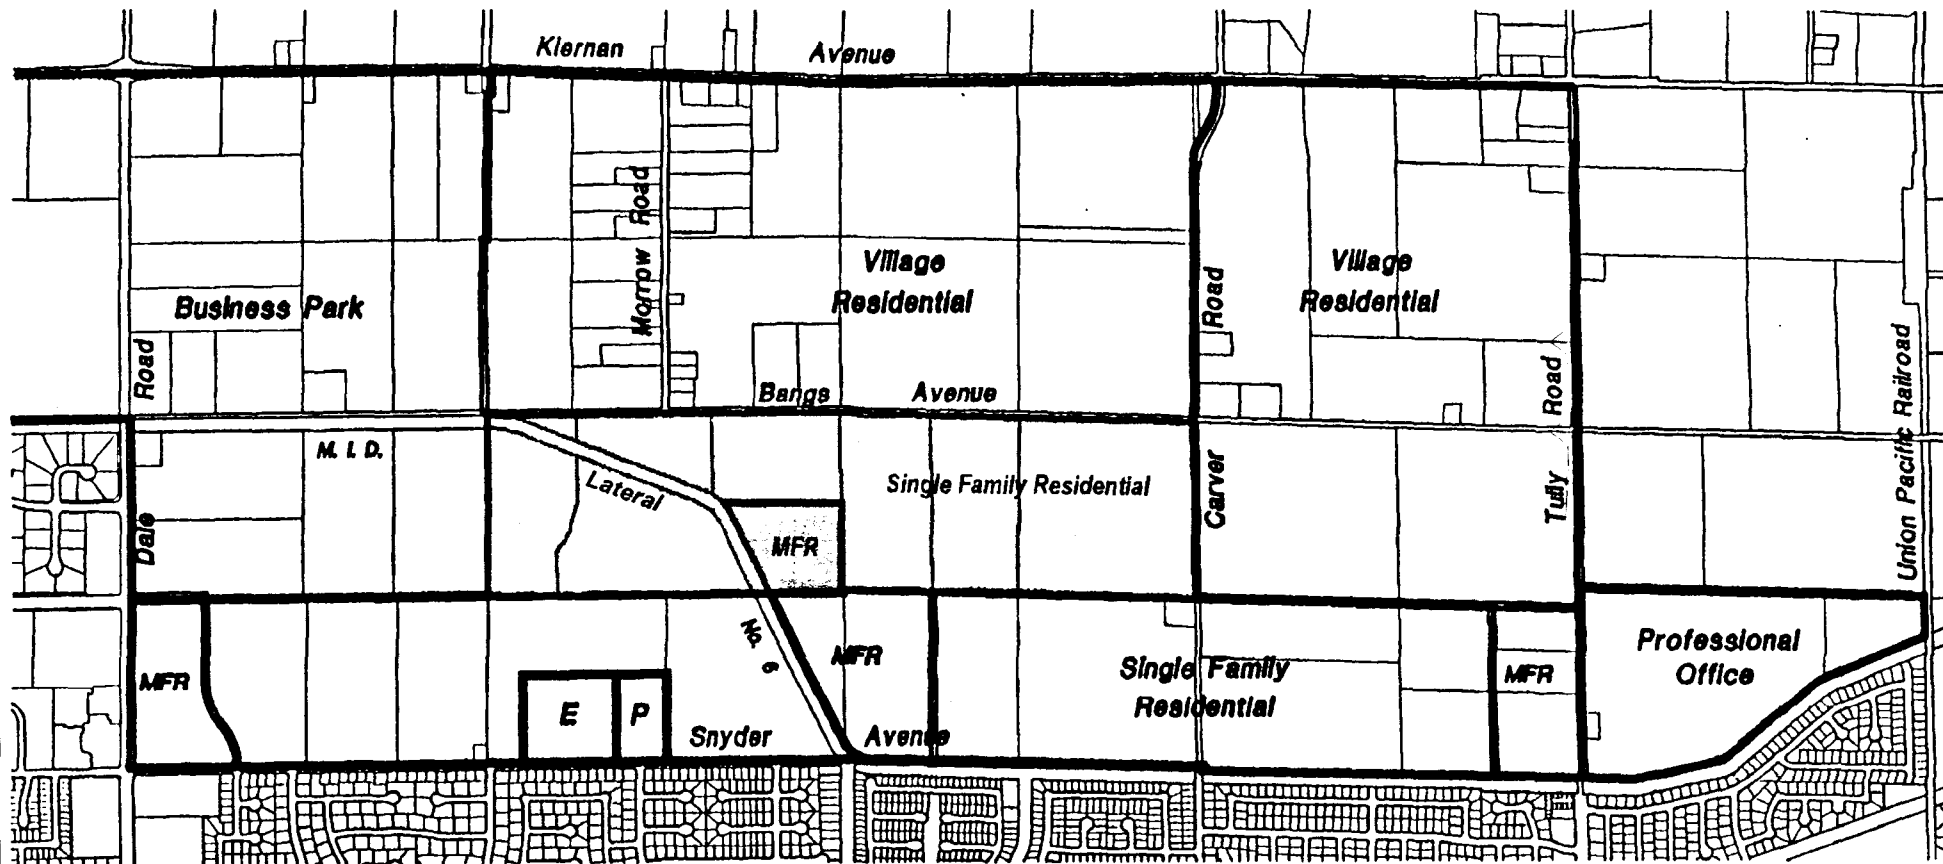 Kiernan Avenue
Morrow Road
Village
Residential
Village
Residential
Business Park
Road
Road
Road
Union Pacific Railroad
Bangs Avenue
M. I. D.
Lateral
Single Family Residential
Carver
Tully
Dale
MFR
No. 6
MFR
MFR
Single Family
Residential
MFR
Professional
Office
E
P
Snyder Avenue